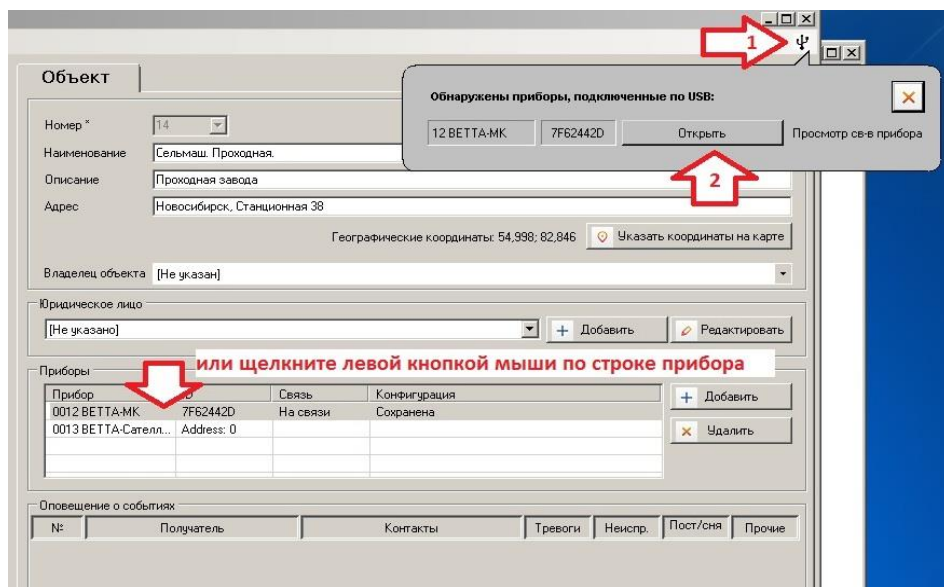 1
Объект
Обнаружены приборы, подключенные по USB:
12 ВЕТТА-МК 7F62442D Открыть Просмотр св-в прибора
2
Номер * 14
Наименование Сельмаш. Проходная.
Описание Проходная завода
Адрес Новосибирск, Станционная 38
Географические координаты: 54,998; 82,846 Указать координаты на карте
Владелец объекта [Не указан]
Юридическое лицо
[Не указано] Добавить Редактировать
или щелкните левой кнопкой мыши по строке прибора
Приборы
Прибор Связь Конфигурация Добавить
0012 ВЕТТА-МК 7F62442D На связи Сохранена
0013 ВЕТТА-Сателл... Address: 0 Удалить
Оповещение о событиях
№ Получатель Контакты Тревоги Неиспр. Пост/сня Прочие